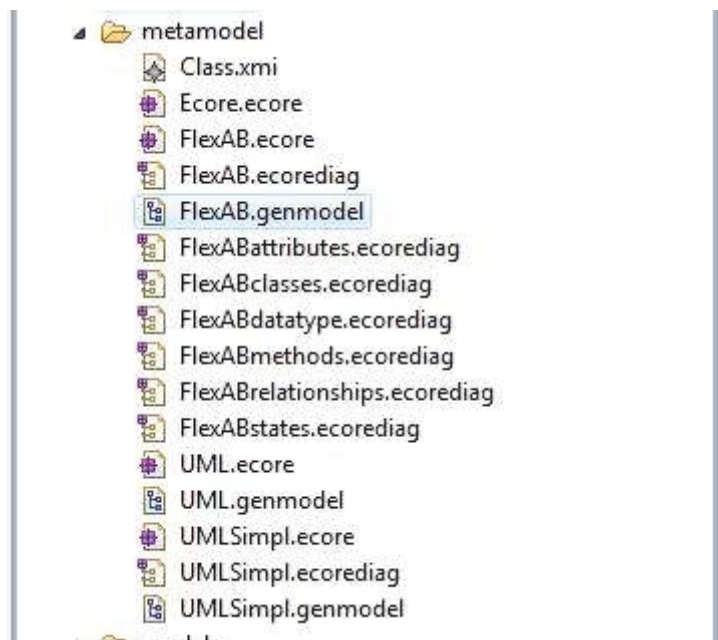 metamodel
Class.xmi
Ecore.ecore
FlexAB.ecore
FlexAB.ecorediag
FlexAB.genmodel
FlexABattributes.ecorediag
FlexABclasses.ecorediag
FlexABdatatype.ecorediag
FlexABmethods.ecorediag
FlexABrelationships.ecorediag
FlexABstates.ecorediag
UML.ecore
UML.genmodel
UMLSimpl.ecore
UMLSimpl.ecorediag
UMLSimpl.genmodel